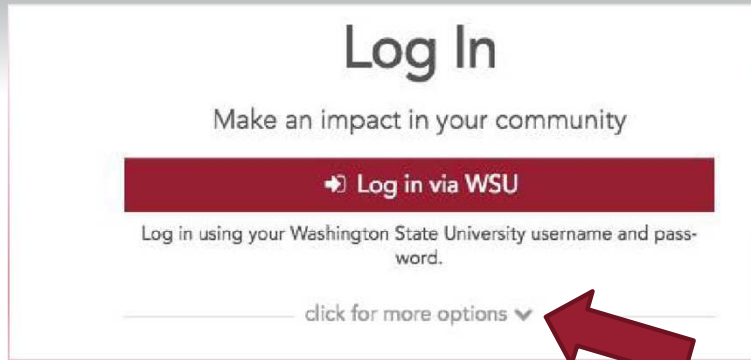 Log In
Make an impact in your community
Log in via WSU
Log in using your Washington State University username and pass-
word.
click for more options